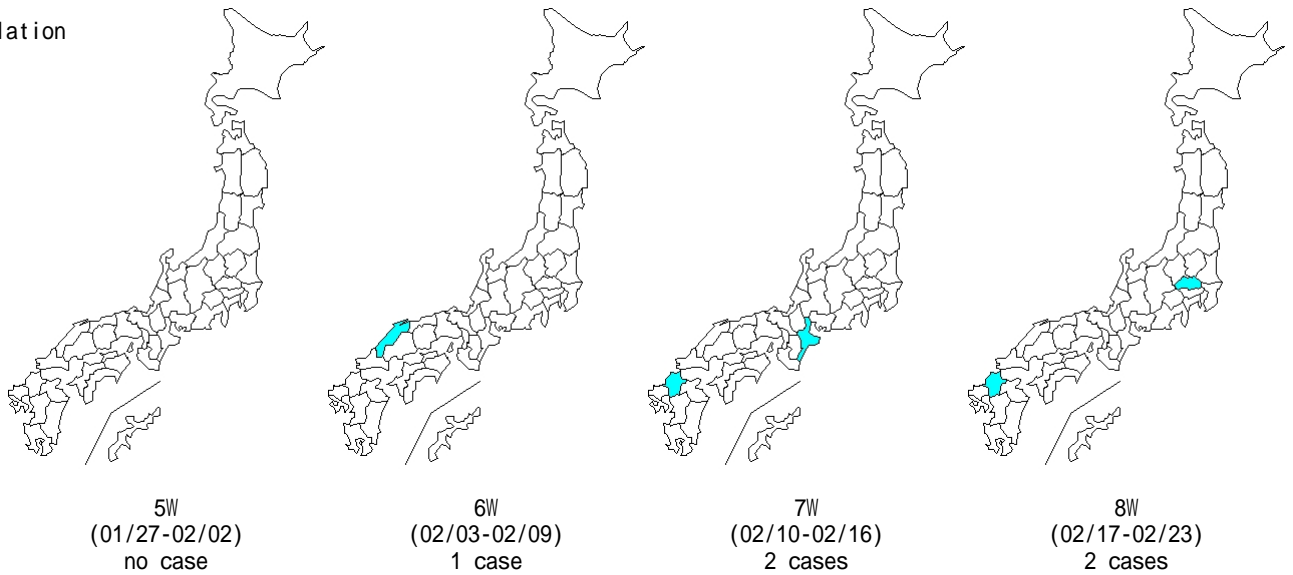 5W
(01/27-02/02)
no case
6W
(02/03-02/09)
1 case
7W
(02/10-02/16)
2 cases
8W
(02/17-02/23)
2 cases